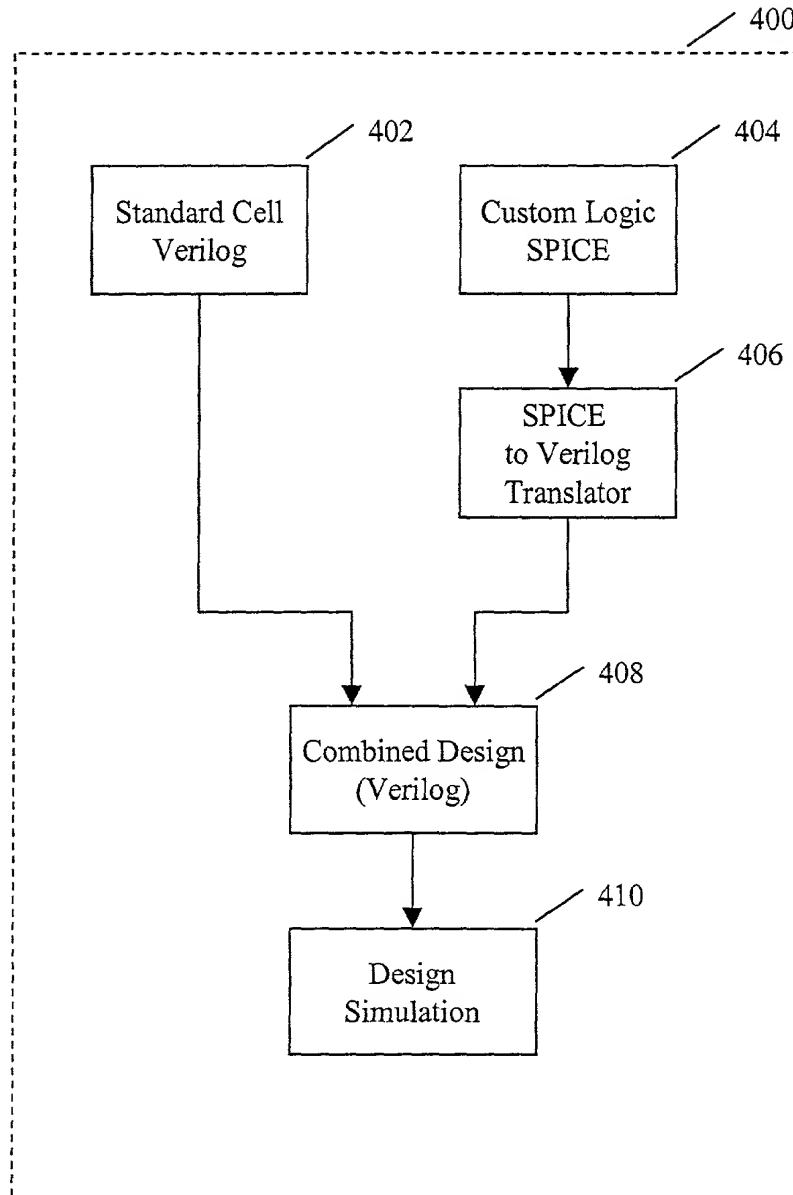 400
402
404
Standard Cell
Verilog
Custom Logic
SPICE
406
SPICE
to Verilog
Translator
408
Combined Design
(Verilog)
410
Design
Simulation